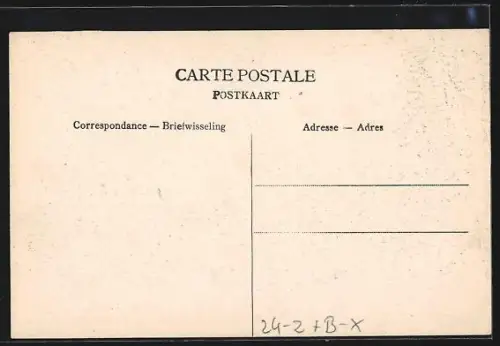 CARTE POSTALE
POSTKAART
Correspondance — Briefwisseling
Adresse — Adres
24-2 + B-X